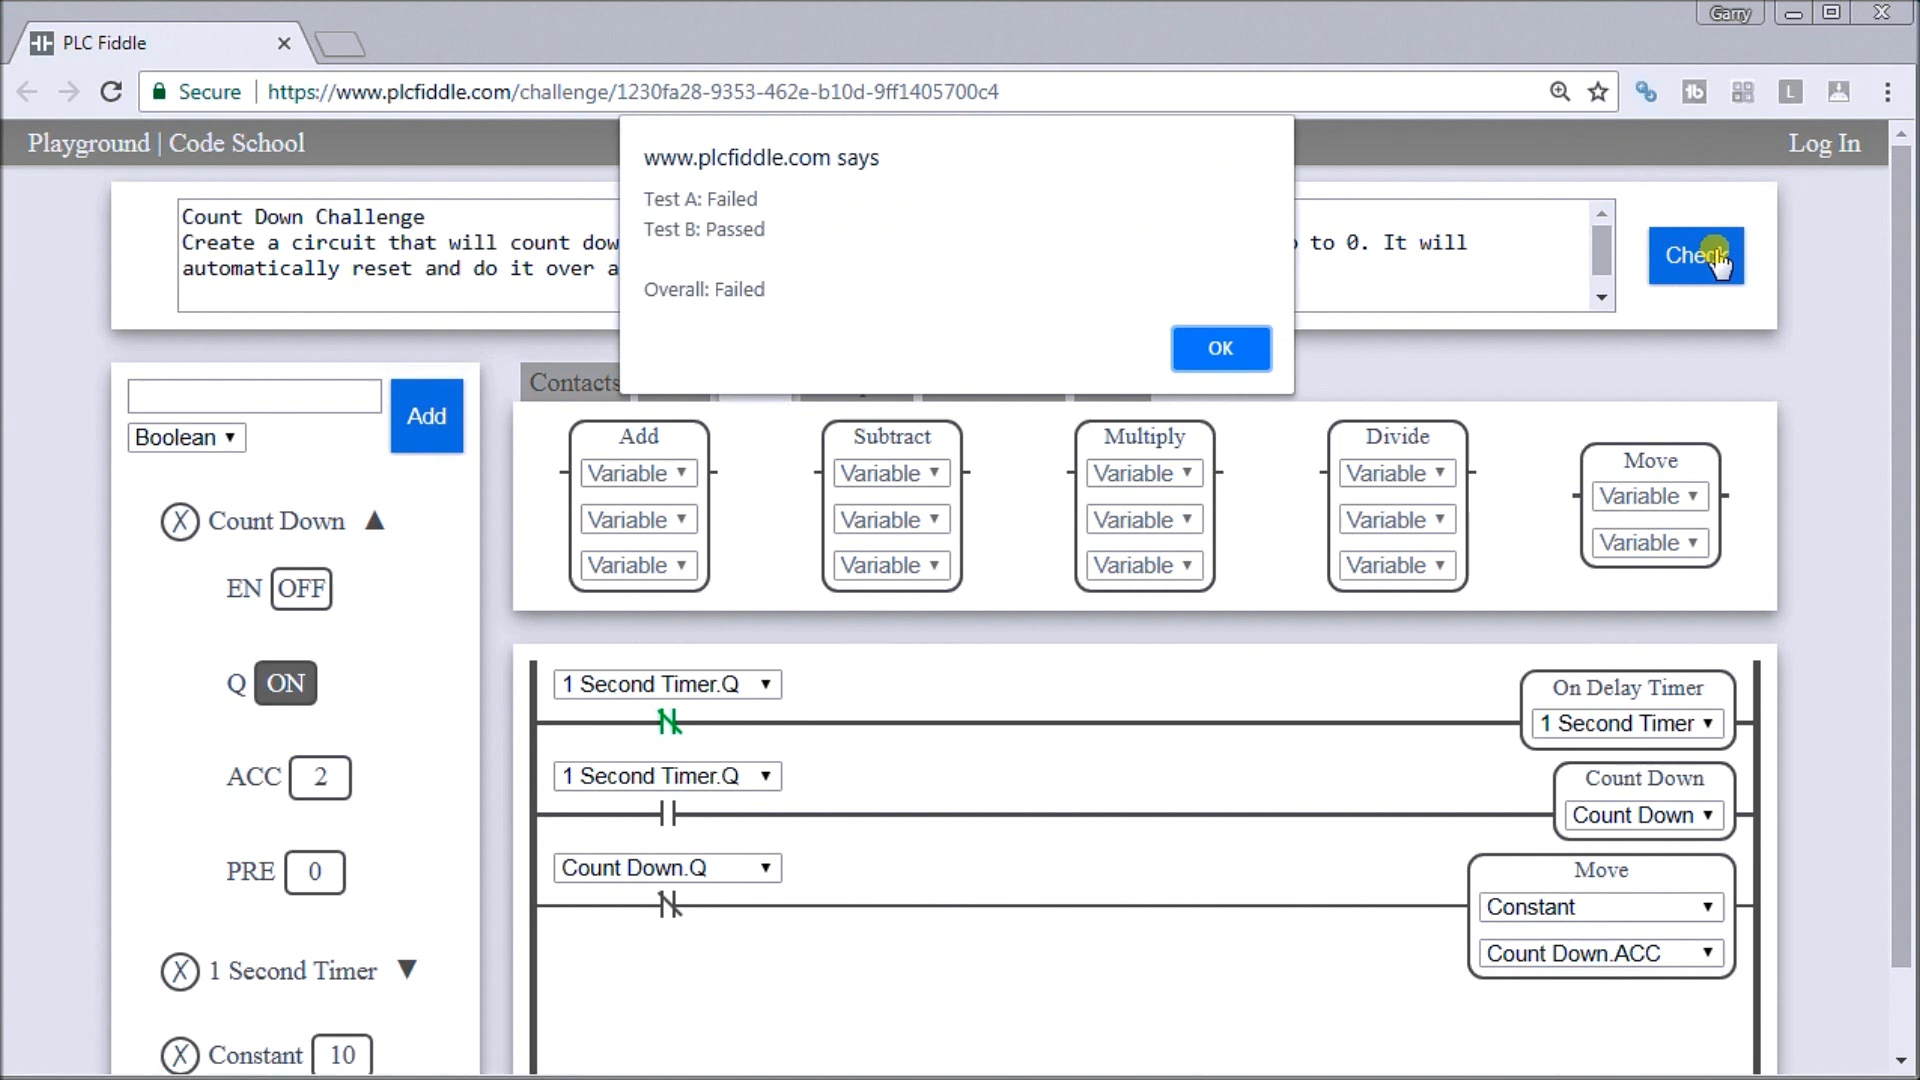 Garry
PLC Fiddle
Secure
https://www.plcfiddle.com/challenge/1230fa28-9353-462e-b10d-9ff1405700c4
tb
L
Playground | Code School
Log In
www.plcfiddle.com says
Test A: Failed
Test B: Passed
Overall: Failed
OK
Count Down Challenge
Create a circuit that will count dow
to 0. It will
automatically reset and do it over a
Check
Add
Boolean
Contacts
Add
Variable
Variable
Variable
Subtract
Variable
Variable
Variable
Multiply
Variable
Variable
Variable
Divide
Variable
Variable
Variable
Move
Variable
Variable
X Count Down
EN OFF
Q ON
ACC 2
PRE 0
X 1 Second Timer
X Constant 10
1 Second Timer.Q
On Delay Timer
1 Second Timer
1 Second Timer.Q
Count Down
Count Down
Count Down.Q
Move
Constant
Count Down.ACC